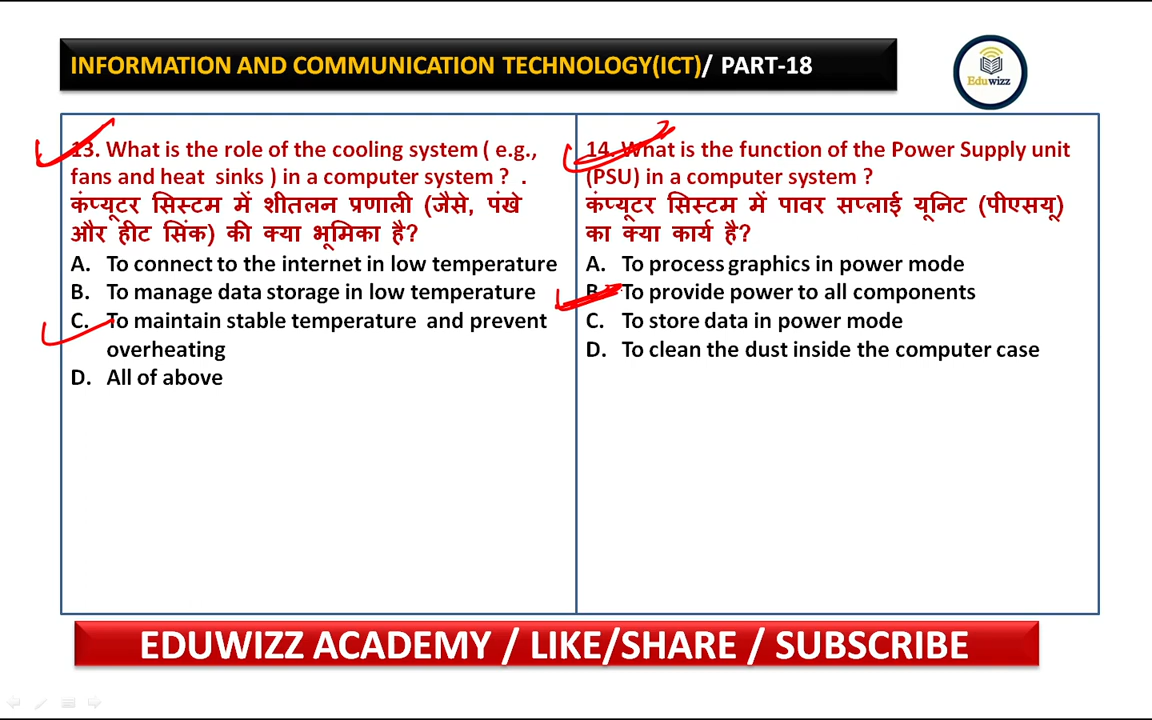 INFORMATION AND COMMUNICATION TECHNOLOGY(ICT)/ PART-18
Eduwizz
13. What is the role of the cooling system ( e.g.,
fans and heat sinks ) in a computer system ? .
कंप्यूटर सिस्टम में शीतलन प्रणाली (जैसे, पंखे
और हीट सिंक) की क्या भूमिका है?
A. To connect to the internet in low temperature
B. To manage data storage in low temperature
C. To maintain stable temperature and prevent
overheating
D. All of above
14. What is the function of the Power Supply unit
(PSU) in a computer system ?
कंप्यूटर सिस्टम में पावर सप्लाई यूनिट (पीएसयू)
का क्या कार्य है?
A. To process graphics in power mode
B. To provide power to all components
C. To store data in power mode
D. To clean the dust inside the computer case
EDUWIZZ ACADEMY / LIKE/SHARE / SUBSCRIBE